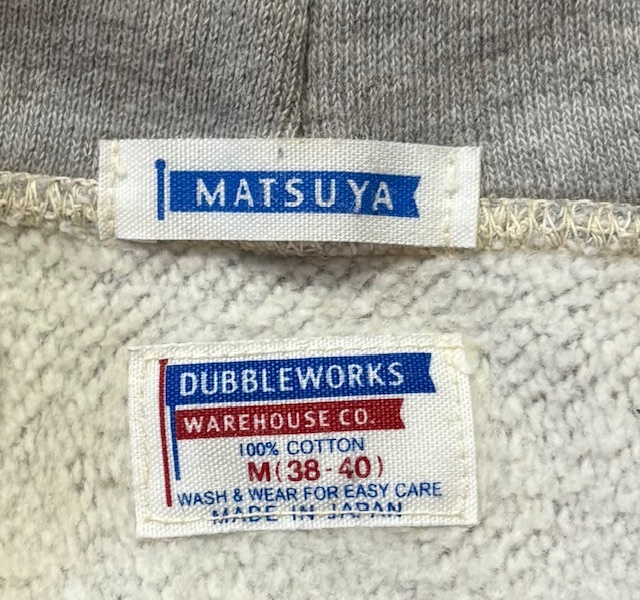 MATSUYA
DUBBLEWORKS
WAREHOUSE CO.
100% COTTON
M(38-40)
WASH & WEAR FOR EASY CARE
MADE IN JAPAN